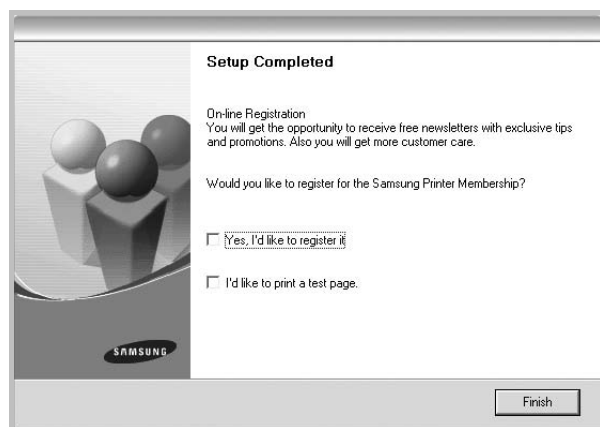 Setup Completed
On-line Registration
You will get the opportunity to receive free newsletters with exclusive tips
and promotions. Also you will get more customer care.
Would you like to register for the Samsung Printer Membership?
Yes, I'd like to register it
I'd like to print a test page.
SAMSUNG
Finish